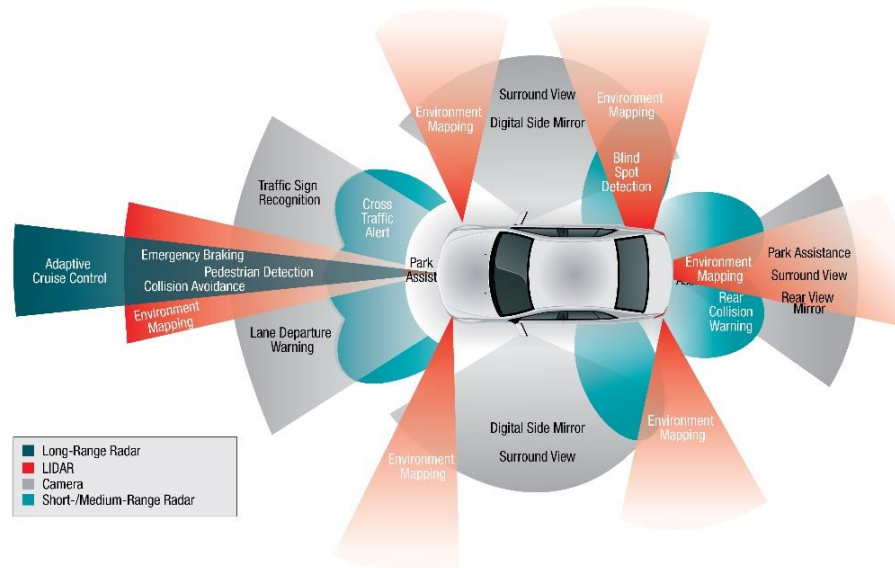 Surround View
Digital Side Mirror
Environment
Mapping
Environment
Mapping
Blind
Spot
Detection
Traffic Sign
Recognition
Cross
Traffic
Alert
Adaptive
Cruise Control
Emergency Braking
Pedestrian Detection
Collision Avoidance
Environment
Mapping
Park
Assist
Lane Departure
Warning
Environment
Mapping
Rear
Collision
Warning
Park Assistance
Surround View
Rear View
Mirror
Digital Side Mirror
Surround View
Environment
Mapping
Environment
Mapping
Long-Range Radar
LIDAR
Camera
Short-/Medium-Range Radar